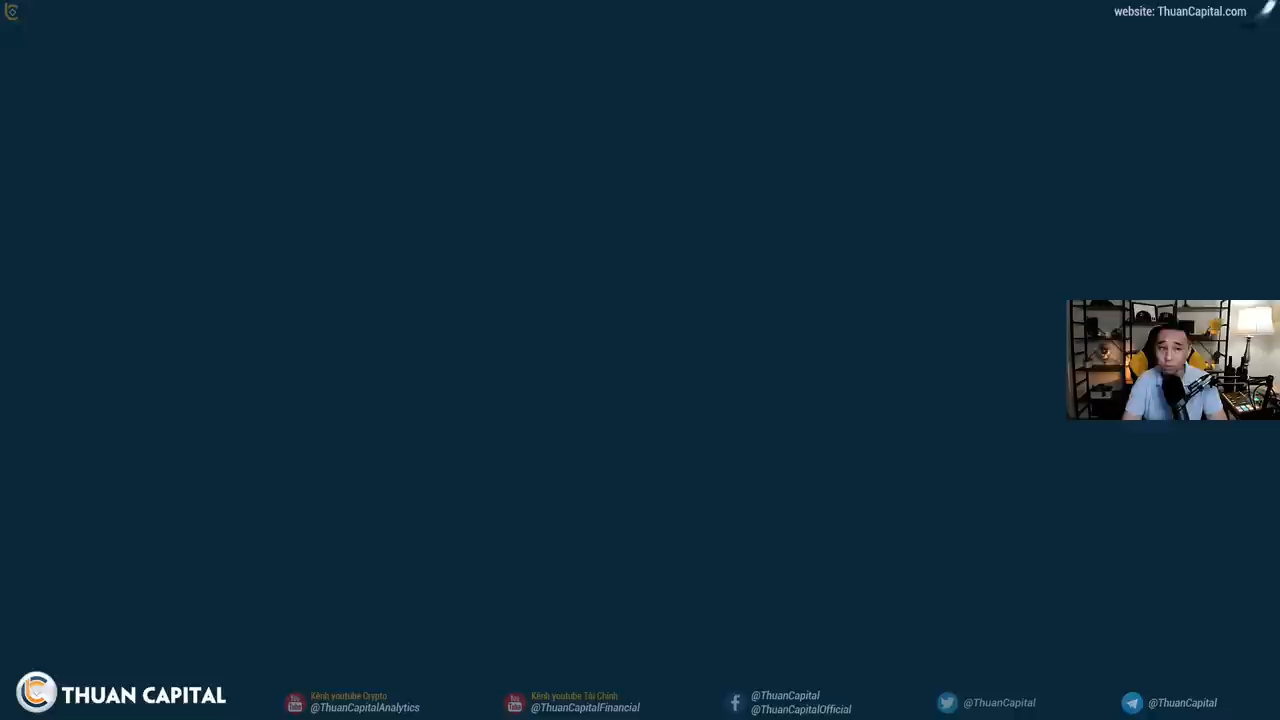 website: ThuanCapital.com
THUAN CAPITAL
Kênh youtube Crypto
@ThuanCapitalAnalytics
Kênh youtube Tài Chính
@ThuanCapitalFinancial
@ThuanCapital
@ThuanCapitalOfficial
@ThuanCapital
@ThuanCapital